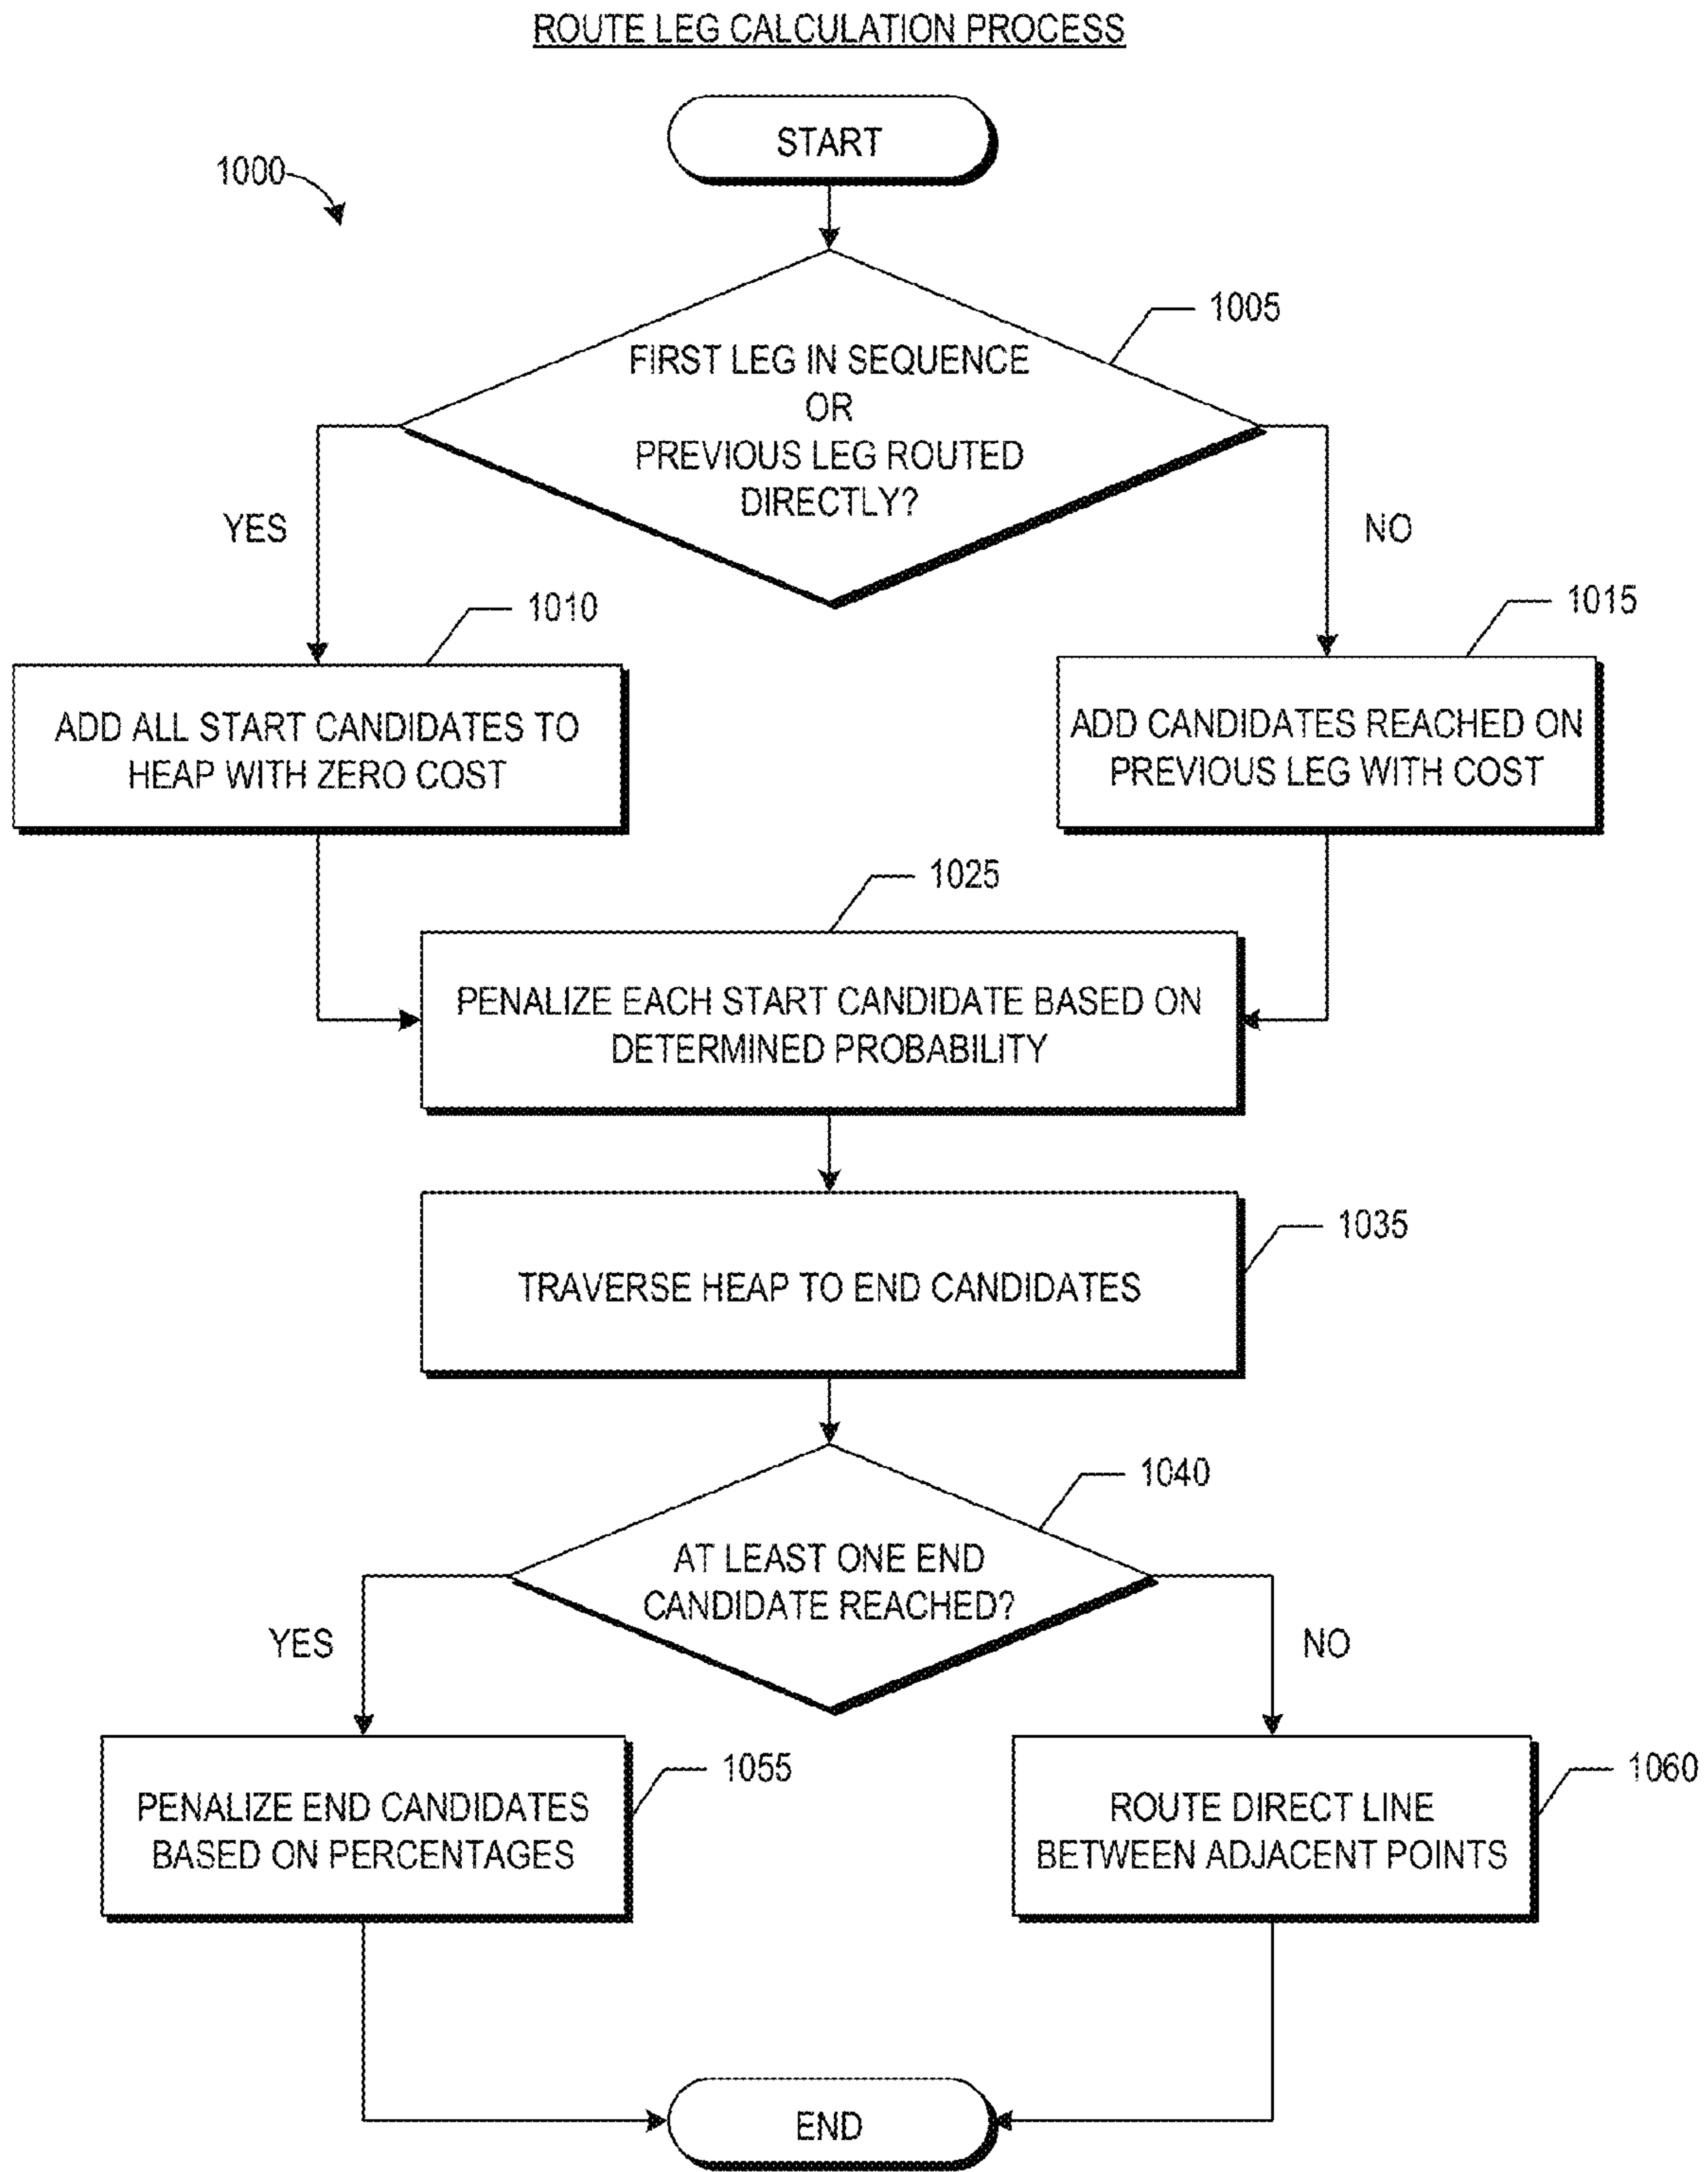 ROUTE LEG CALCULATION PROCESS
START
1000
1005
FIRST LEG IN SEQUENCE
OR
PREVIOUS LEG ROUTED
DIRECTLY?
YES
NO
1010
1015
ADD ALL START CANDIDATES TO
HEAP WITH ZERO COST
ADD CANDIDATES REACHED ON
PREVIOUS LEG WITH COST
1025
PENALIZE EACH START CANDIDATE BASED ON
DETERMINED PROBABILITY
1035
TRAVERSE HEAP TO END CANDIDATES
1040
AT LEAST ONE END
CANDIDATE REACHED?
YES
NO
1055
1060
PENALIZE END CANDIDATES
BASED ON PERCENTAGES
ROUTE DIRECT LINE
BETWEEN ADJACENT POINTS
END